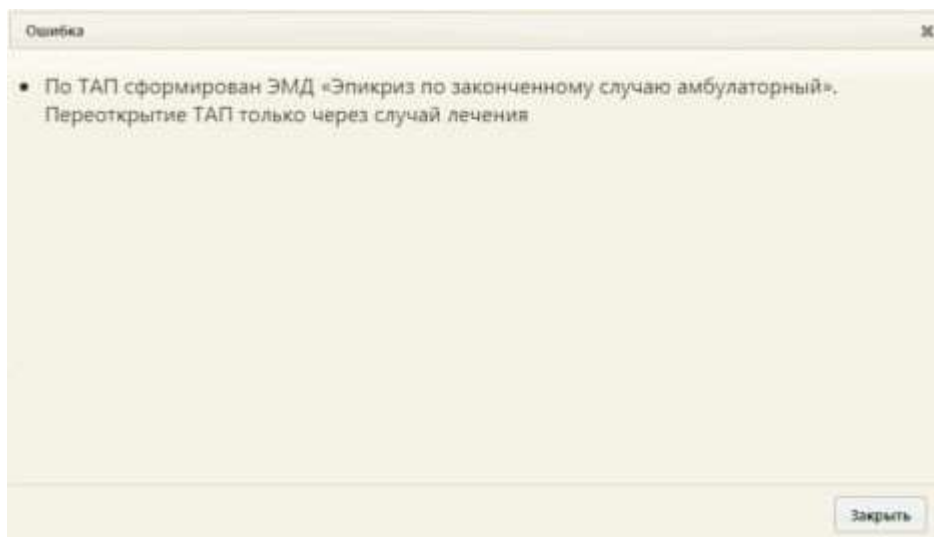 Ошибка
По ТАП сформирован ЭМД «Эпикриз по законченному случаю амбулаторный».
Переоткрытие ТАП только через случай лечения
Закрыть